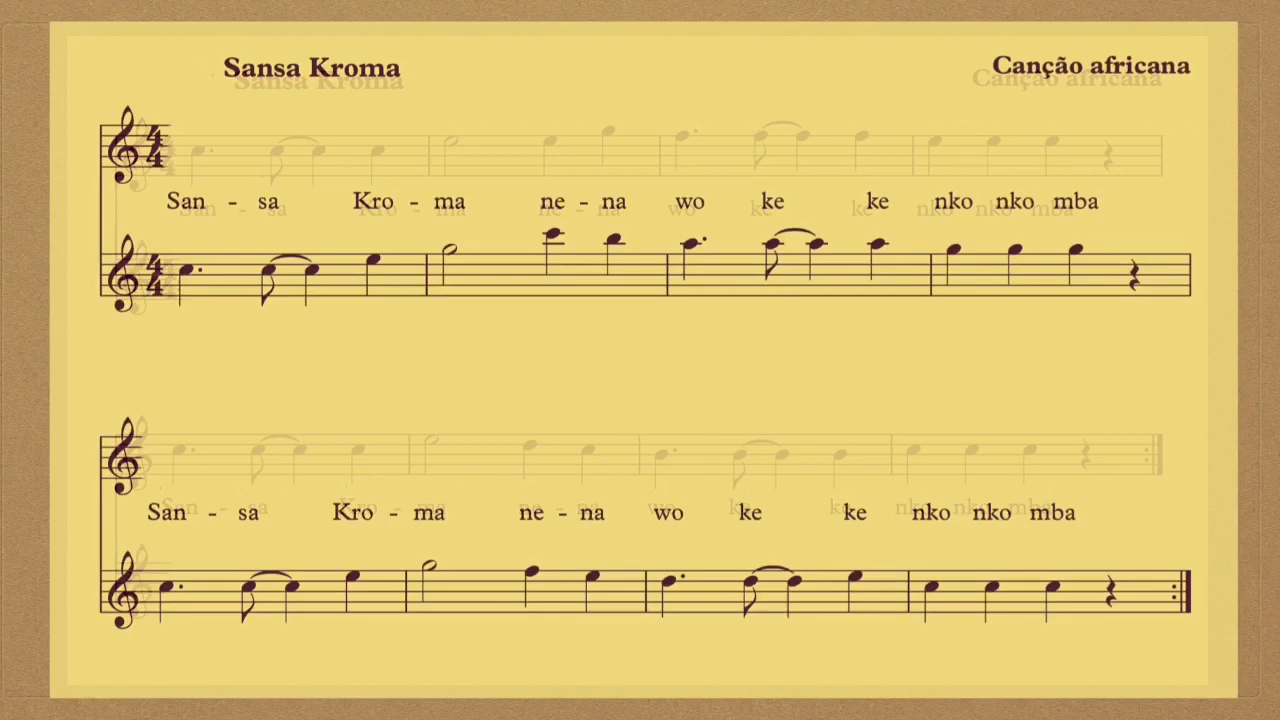 Sansa Kroma
Canção africana
San - sa Kro - ma ne - na wo ke ke nko nko mba
San - sa Kro - ma ne - na wo ke ke nko nko mba